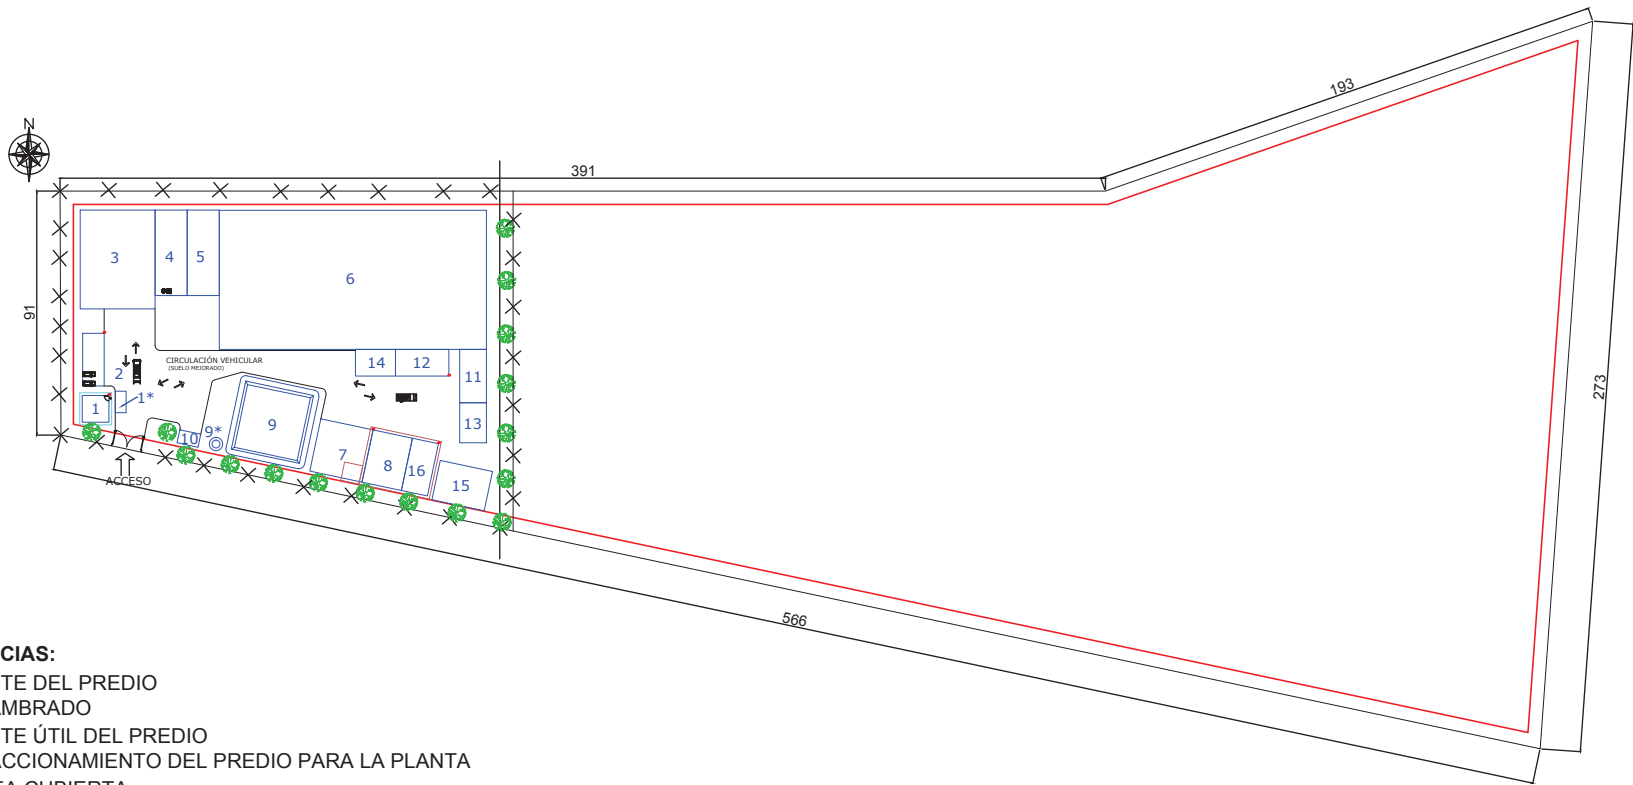 193
N
391
3
4
5
6
91
CIRCULACIÓN VEHICULAR
(SUELO MEJORADO)
14
12
2
11
273
1
1*
9
13
10
9*
7
8
16
15
ACCESO
566
CIAS:
TE DEL PREDIO
AMBRADO
TE ÚTIL DEL PREDIO
ACCIONAMIENTO DEL PREDIO PARA LA PLANTA